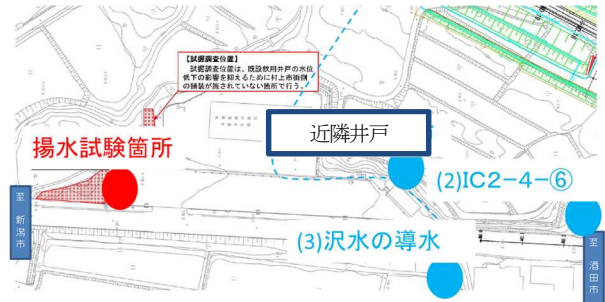 【試掘調査位置】
試掘調査位置は、既設飲用井戸の水位
低下の影響を抑えるために村上市街側
の舗装が施されていない箇所で行う。
揚水試験箇所
近隣井戸
(2)IC2-4-⑥
至 新潟市
(3)沢水の導水
至 酒田市